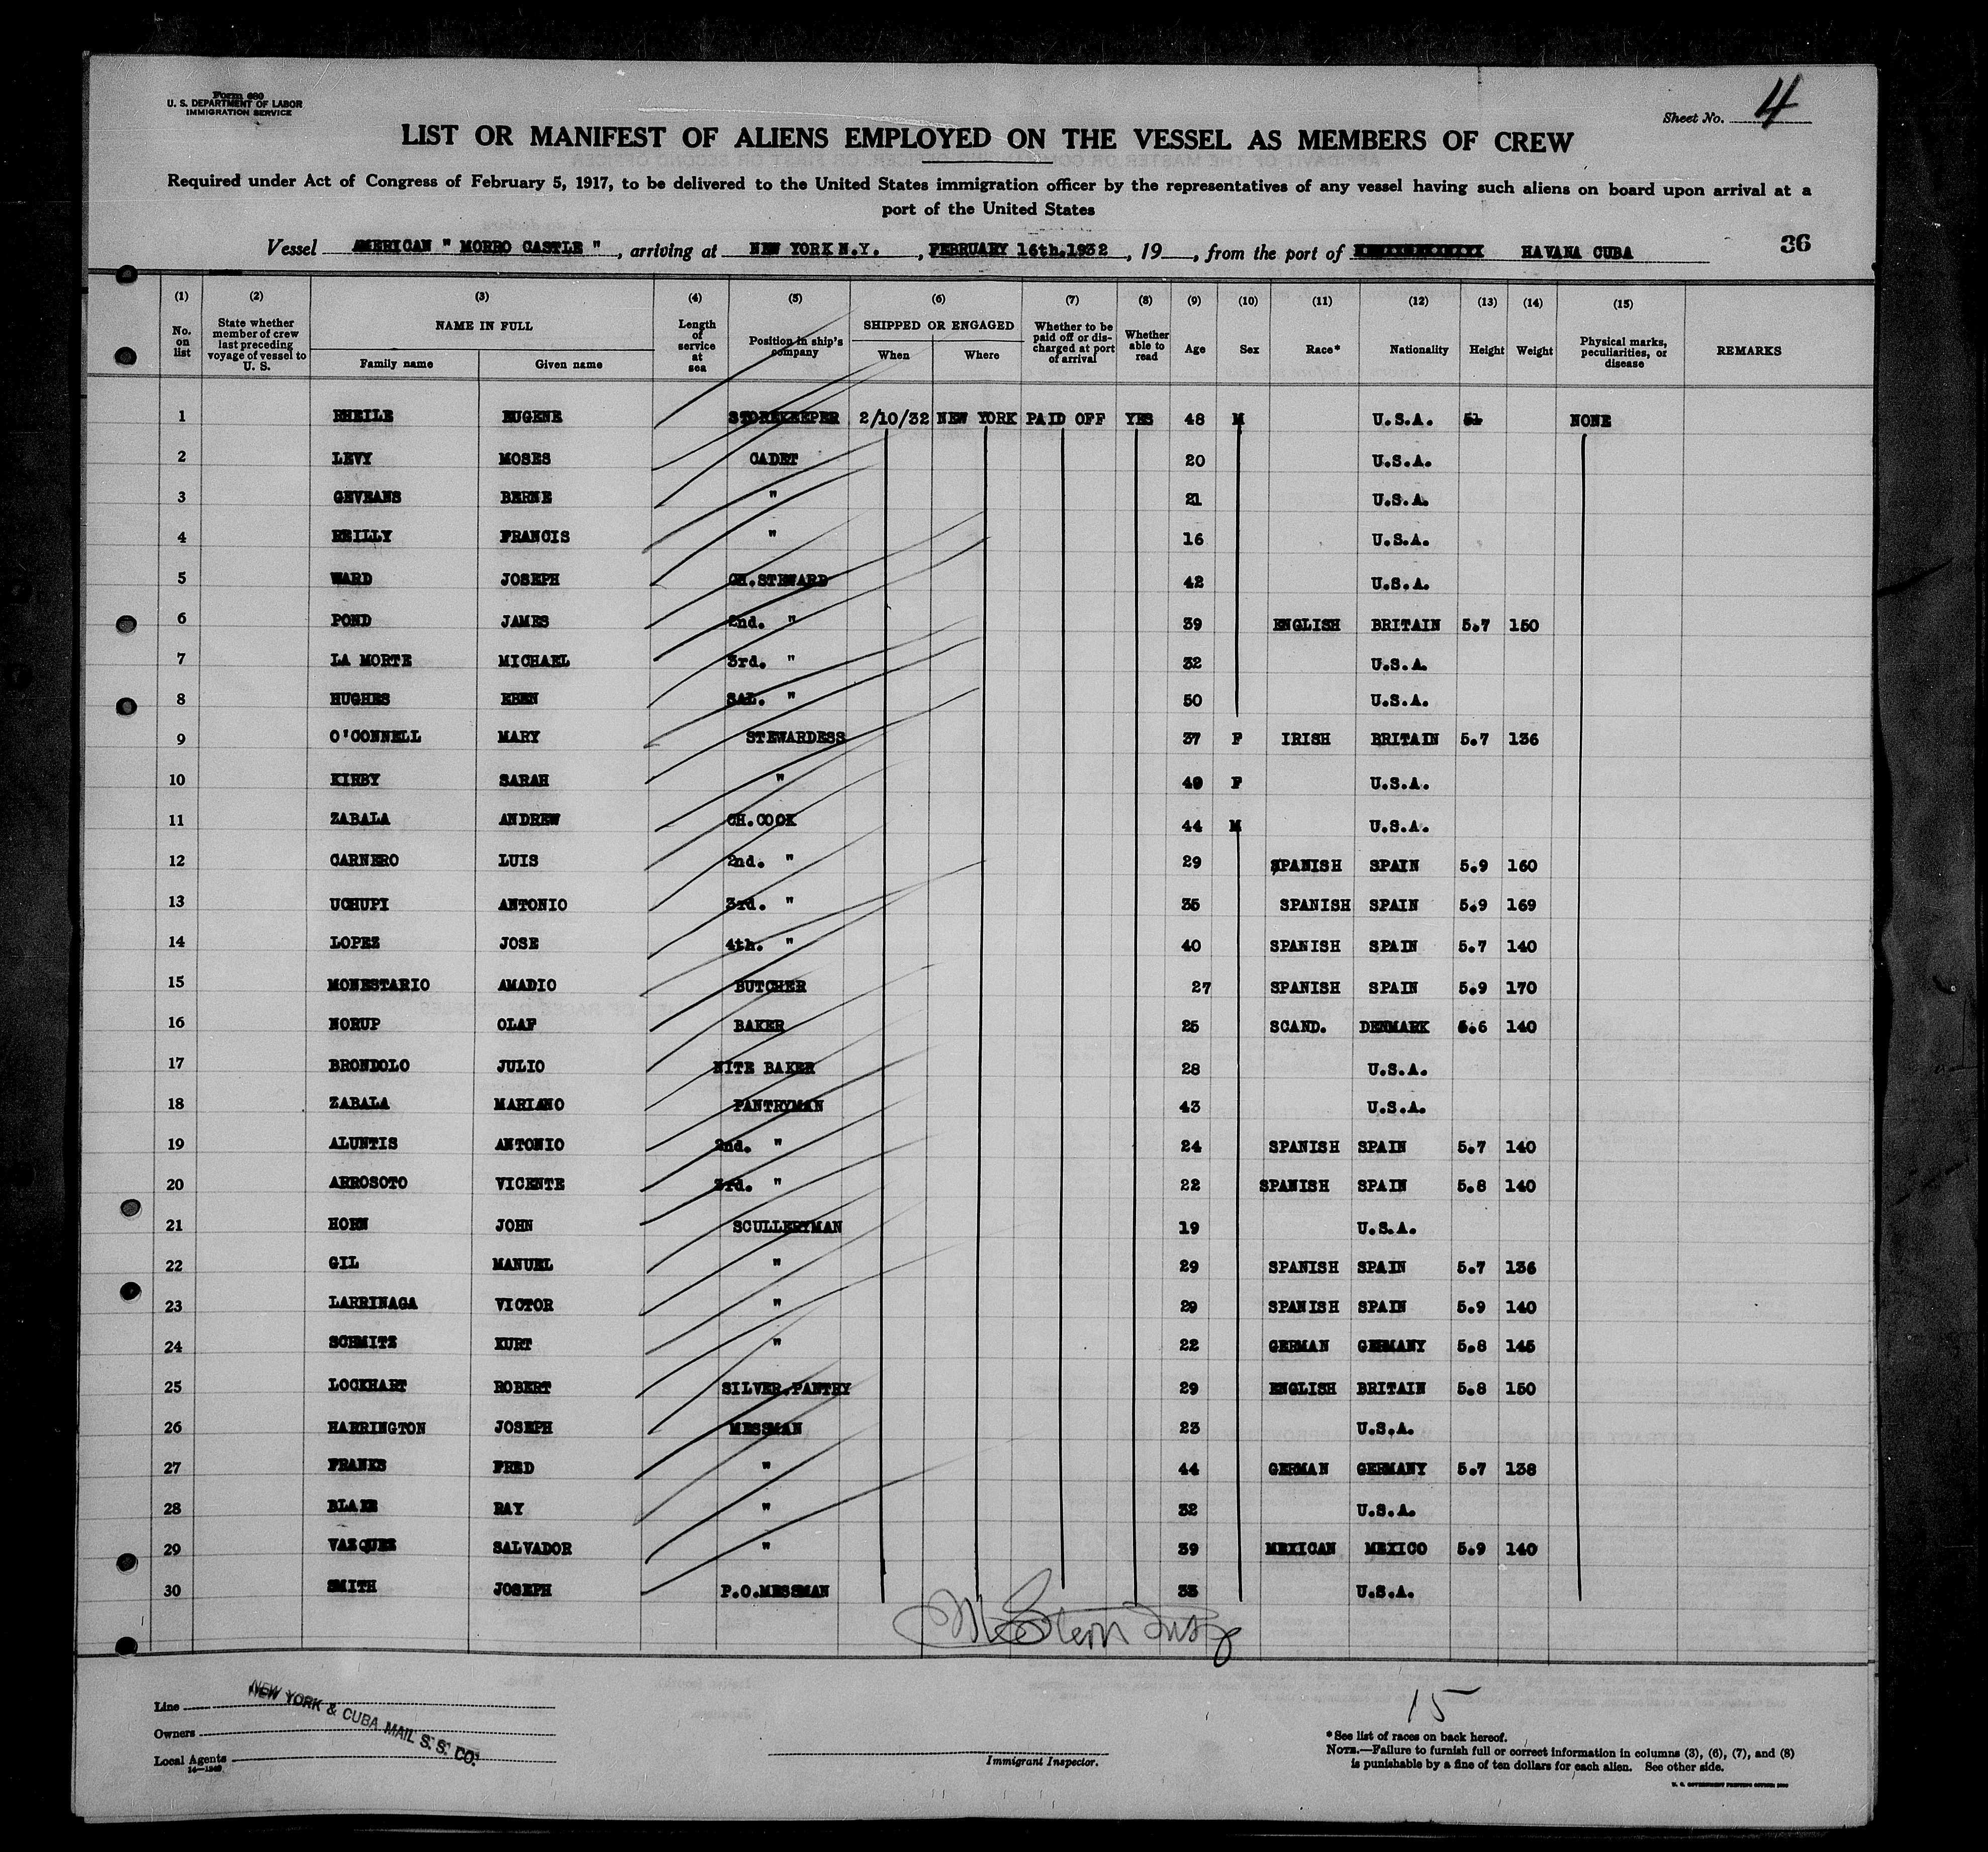 Form 680
U. S. DEPARTMENT OF LABOR
IMMIGRATION SERVICE
Sheet No. 4
LIST OR MANIFEST OF ALIENS EMPLOYED ON THE VESSEL AS MEMBERS OF CREW
Required under Act of Congress of February 5, 1917, to be delivered to the United States immigration officer by the representatives of any vessel having such aliens on board upon arrival at a
port of the United States
Vessel AMERICAN " MORRO CASTLE ", arriving at NEW YORK N.Y., FEBRUARY 16th.1932, 19, from the port of HAVANA CUBA
36
(1) (2) (3) (4) (5) (6) (7) (8) (9) (10) (11) (12) (13) (14) (15)
No. on list State whether member of crew last preceding voyage of vessel to U. S. NAME IN FULL Family name Given name Length of service at sea Position in ship's company SHIPPED OR ENGAGED When Where Whether to be paid off or discharged at port of arrival Whether able to read Age Sex Race* Nationality Height Weight Physical marks, peculiarities, or disease REMARKS
1 RHEILE EUGENE STOREKEEPER 2/10/32 NEW YORK PAID OFF YES 48 M U.S.A. NONE
2 LEVY MOSES CADET 20 U.S.A.
3 GEVEANS BERNE " 21 U.S.A.
4 REILLY FRANCIS " 16 U.S.A.
5 WARD JOSEPH CH.STEWARD 42 U.S.A.
6 POND JAMES 2nd. " 39 ENGLISH BRITAIN 5.7 150
7 LA MORTE MICHAEL 3rd. " 32 U.S.A.
8 HUGHES EBEN SAL. " 50 U.S.A.
9 O'CONNELL MARY STEWARDESS 37 F IRISH BRITAIN 5.7 136
10 KIRBY SARAH " 49 F U.S.A.
11 ZABALA ANDREW CH.COOK 44 M U.S.A.
12 CARNERO LUIS 2nd. " 29 SPANISH SPAIN 5.9 160
13 UCHUPI ANTONIO 3rd. " 35 SPANISH SPAIN 5.9 169
14 LOPEZ JOSE 4th. " 40 SPANISH SPAIN 5.7 140
15 MONESTARIO AMADIO BUTCHER 27 SPANISH SPAIN 5.9 170
16 NORUP OLAF BAKER 25 SCAND. DENMARK 5.6 140
17 BRONDOLO JULIO NITE BAKER 28 U.S.A.
18 ZABALA MARIANO PANTRYMAN 43 U.S.A.
19 ALUNTIS ANTONIO 2nd. " 24 SPANISH SPAIN 5.7 140
20 ARROSOTO VICENTE 3rd. " 22 SPANISH SPAIN 5.8 140
21 HORN JOHN SCULLERYMAN 19 U.S.A.
22 GIL MANUEL " 29 SPANISH SPAIN 5.7 136
23 LARRINAGA VICTOR " 29 SPANISH SPAIN 5.9 140
24 SCHMITZ KURT " 22 GERMAN GERMANY 5.8 145
25 LOCKHART ROBERT SILVER.PANTRY 29 ENGLISH BRITAIN 5.8 150
26 HARRINGTON JOSEPH MESSMAN 23 U.S.A.
27 FRANKS FRED " 44 GERMAN GERMANY 5.7 138
28 BLAIR RAY " 32 U.S.A.
29 VAZQUEZ SALVADOR " 39 MEXICAN MEXICO 5.9 140
30 SMITH JOSEPH P.O.MESSMAN 33 U.S.A.
Line
Owners
Local Agents
NEW YORK & CUBA MAIL S. S. CO.
14—1240
Immigrant Inspector.
15
*See list of races on back hereof.
NOTE.—Failure to furnish full or correct information in columns (3), (6), (7), and (8)
is punishable by a fine of ten dollars for each alien. See other side.